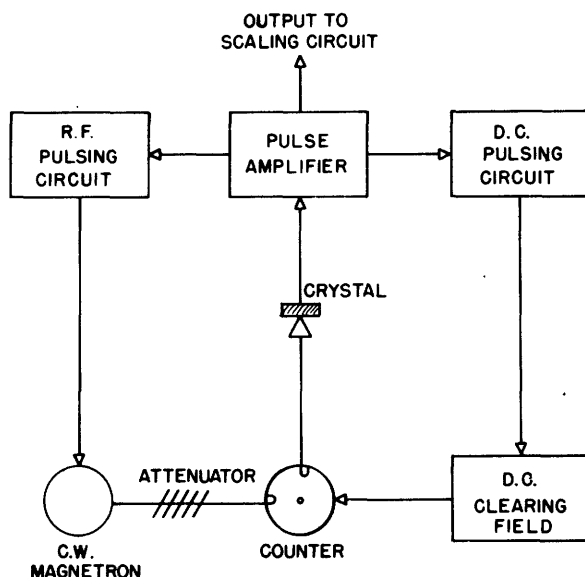 OUTPUT TO
SCALING CIRCUIT
R.F.
PULSING
CIRCUIT
PULSE
AMPLIFIER
D.C.
PULSING
CIRCUIT
CRYSTAL
ATTENUATOR
C.W.
MAGNETRON
COUNTER
D.C.
CLEARING
FIELD